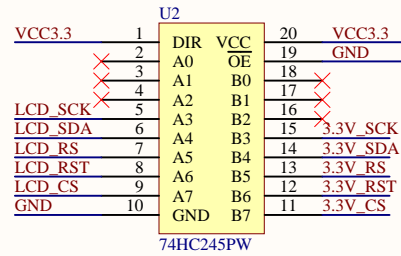 U2
VCC3.3 1 DIR VCC 20 VCC3.3
2 A0 OE 19 GND
3 A1 B0 18
4 A2 B1 17
LCD_SCK 5 A3 B2 16
LCD_SDA 6 A4 B3 15 3.3V_SCK
LCD_RS 7 A5 B4 14 3.3V_SDA
LCD_RST 8 A6 B5 13 3.3V_RS
LCD_CS 9 A7 B6 12 3.3V_RST
GND 10 GND B7 11 3.3V_CS
74HC245PW